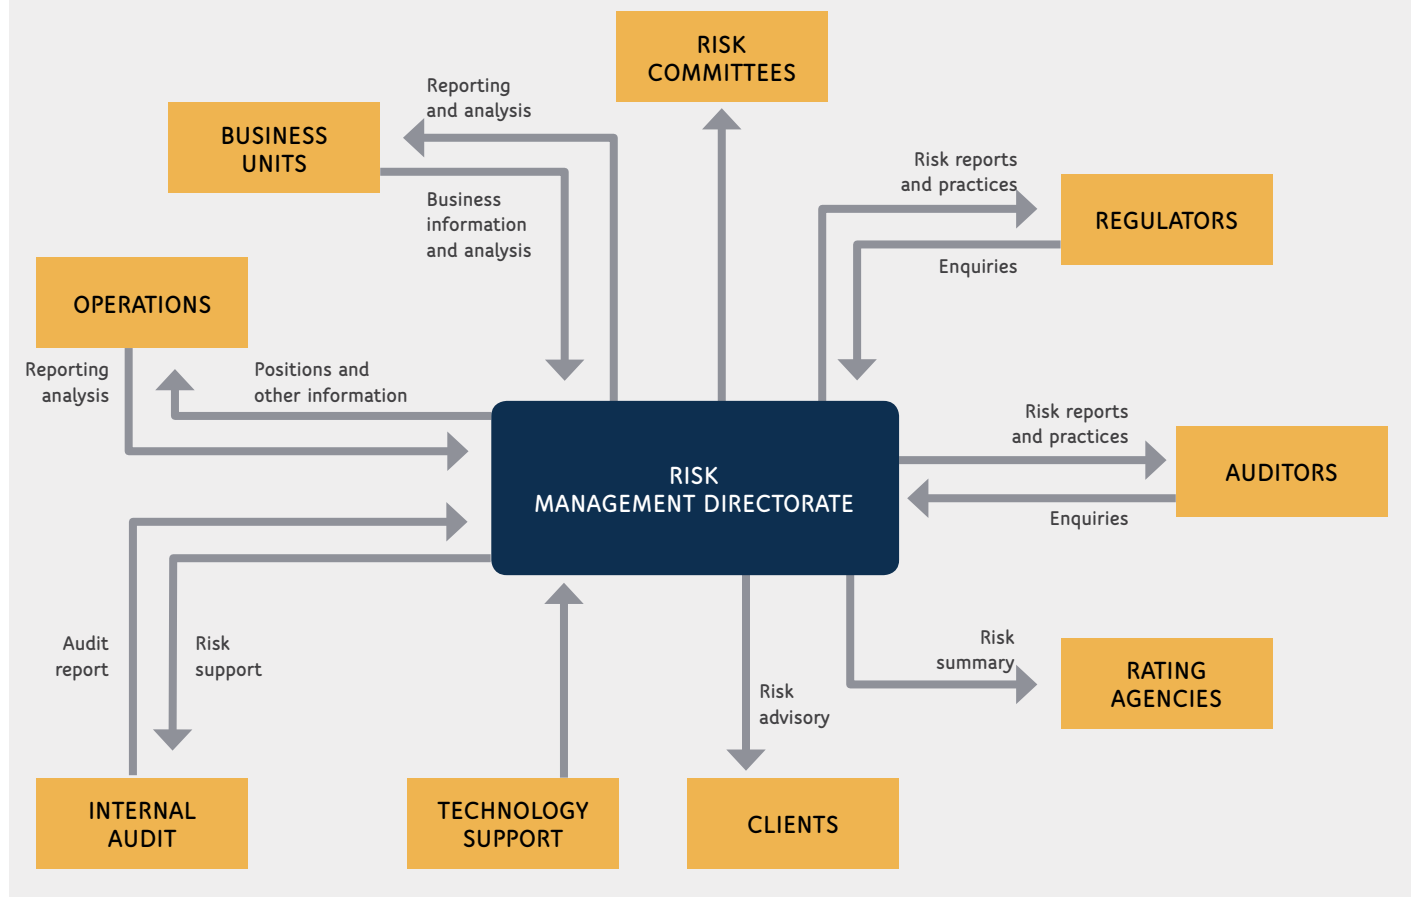 RISK
COMMITTEES
Reporting
and analysis
BUSINESS
UNITS
Business
information
and analysis
Risk reports
and practices
REGULATORS
Enquiries
OPERATIONS
Reporting
analysis
Positions and
other information
Risk reports
and practices
AUDITORS
Enquiries
RISK
MANAGEMENT DIRECTORATE
Audit
report
Risk
support
Risk
summary
RATING
AGENCIES
Risk
advisory
INTERNAL
AUDIT
TECHNOLOGY
SUPPORT
CLIENTS